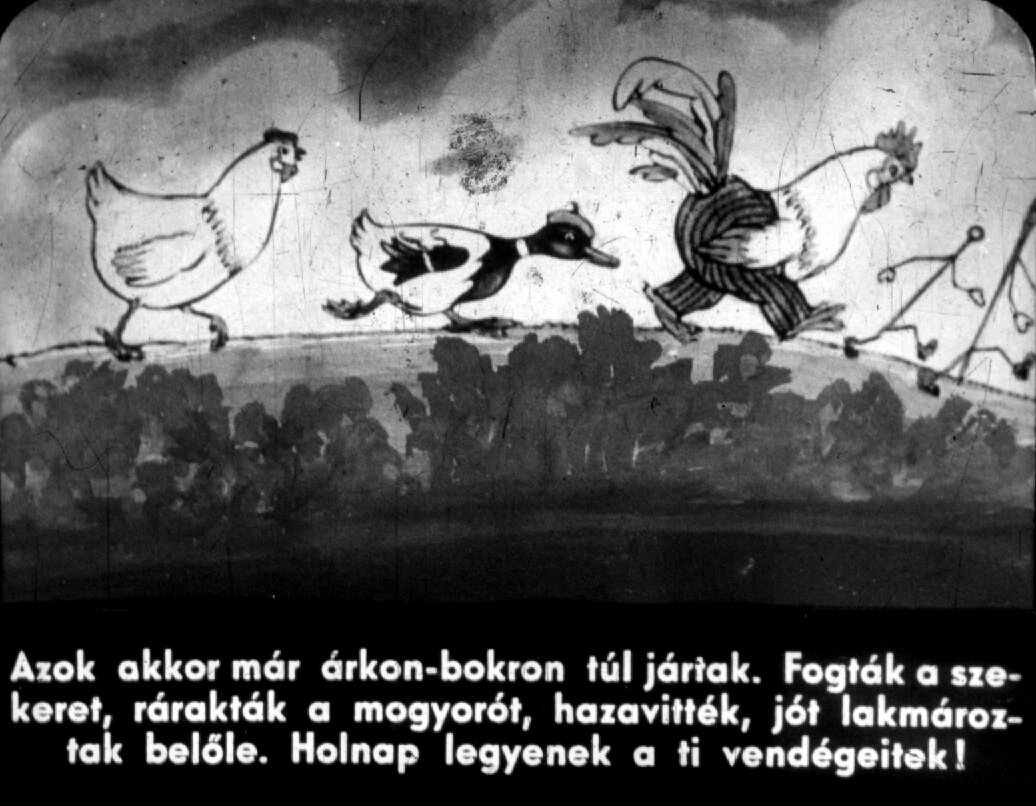 Azok akkor már árkon-bokron túl jártak. Fogták a sze-
keret, rárakták a mogyorót, hazavitték, jót lakmároz-
tak belőle. Holnap legyenek a ti vendégeitek!